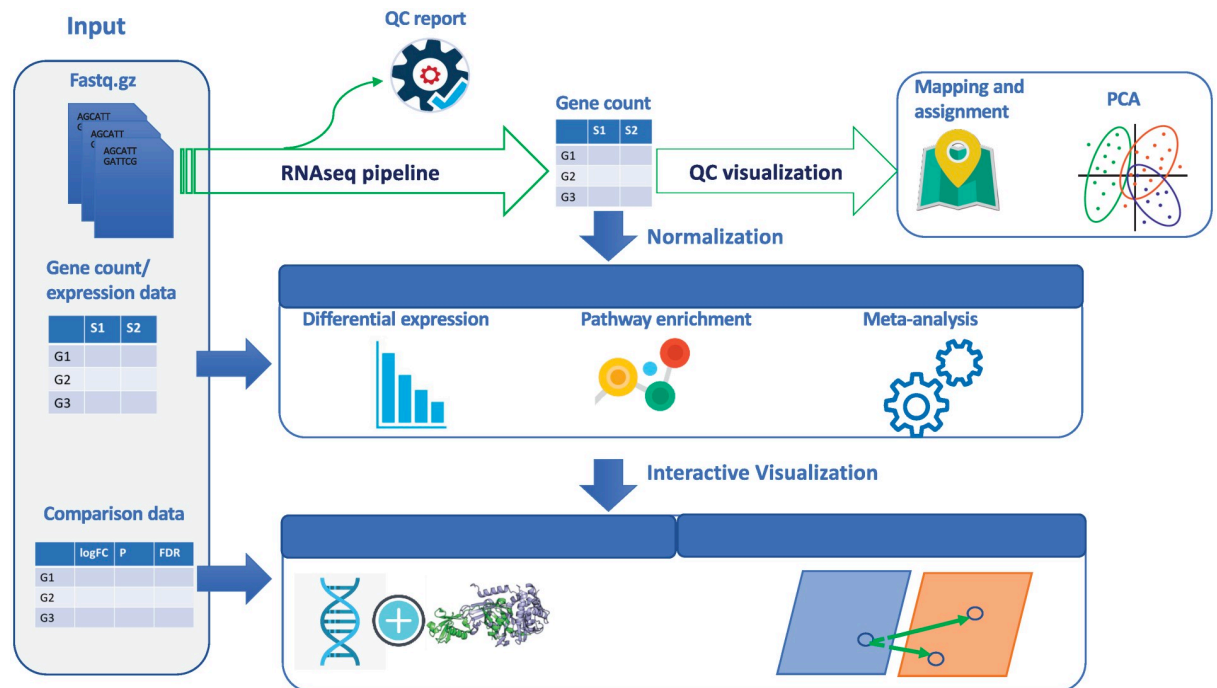 Input
QC report
Fastq.gz
AGCATT
G
AGCATT
G
AGCATT
GATTCG
RNAseq pipeline
Gene count
S1 S2
G1
G2
G3
QC visualization
Mapping and
assignment
PCA
Normalization
Gene count/
expression data
S1 S2
G1
G2
G3
Differential expression
Pathway enrichment
Meta-analysis
Interactive Visualization
Comparison data
logFC P FDR
G1
G2
G3